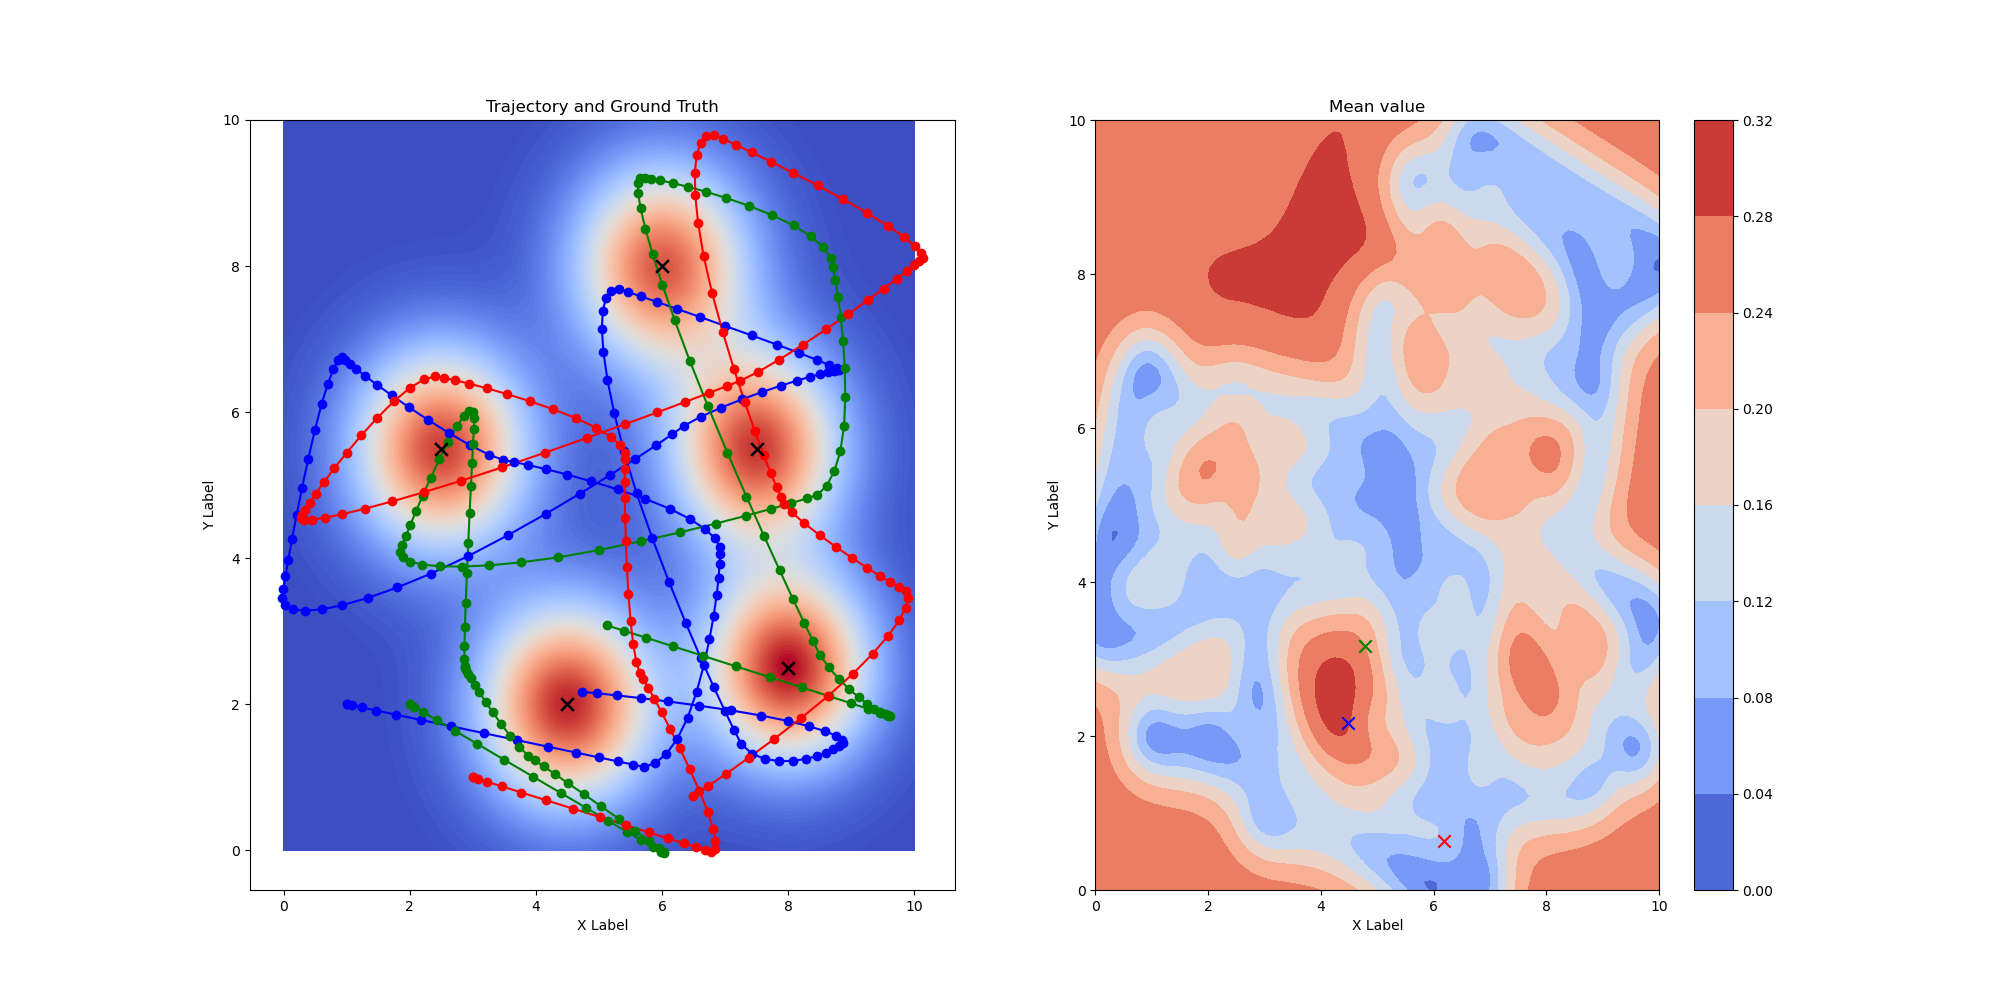 Trajectory and Ground Truth
10
8
6
4
2
0
Y Label
0 2 4 6 8 10
X Label
Mean value
10
8
6
4
2
0
Y Label
0 2 4 6 8 10
X Label
0.32
0.28
0.24
0.20
0.16
0.12
0.08
0.04
0.00